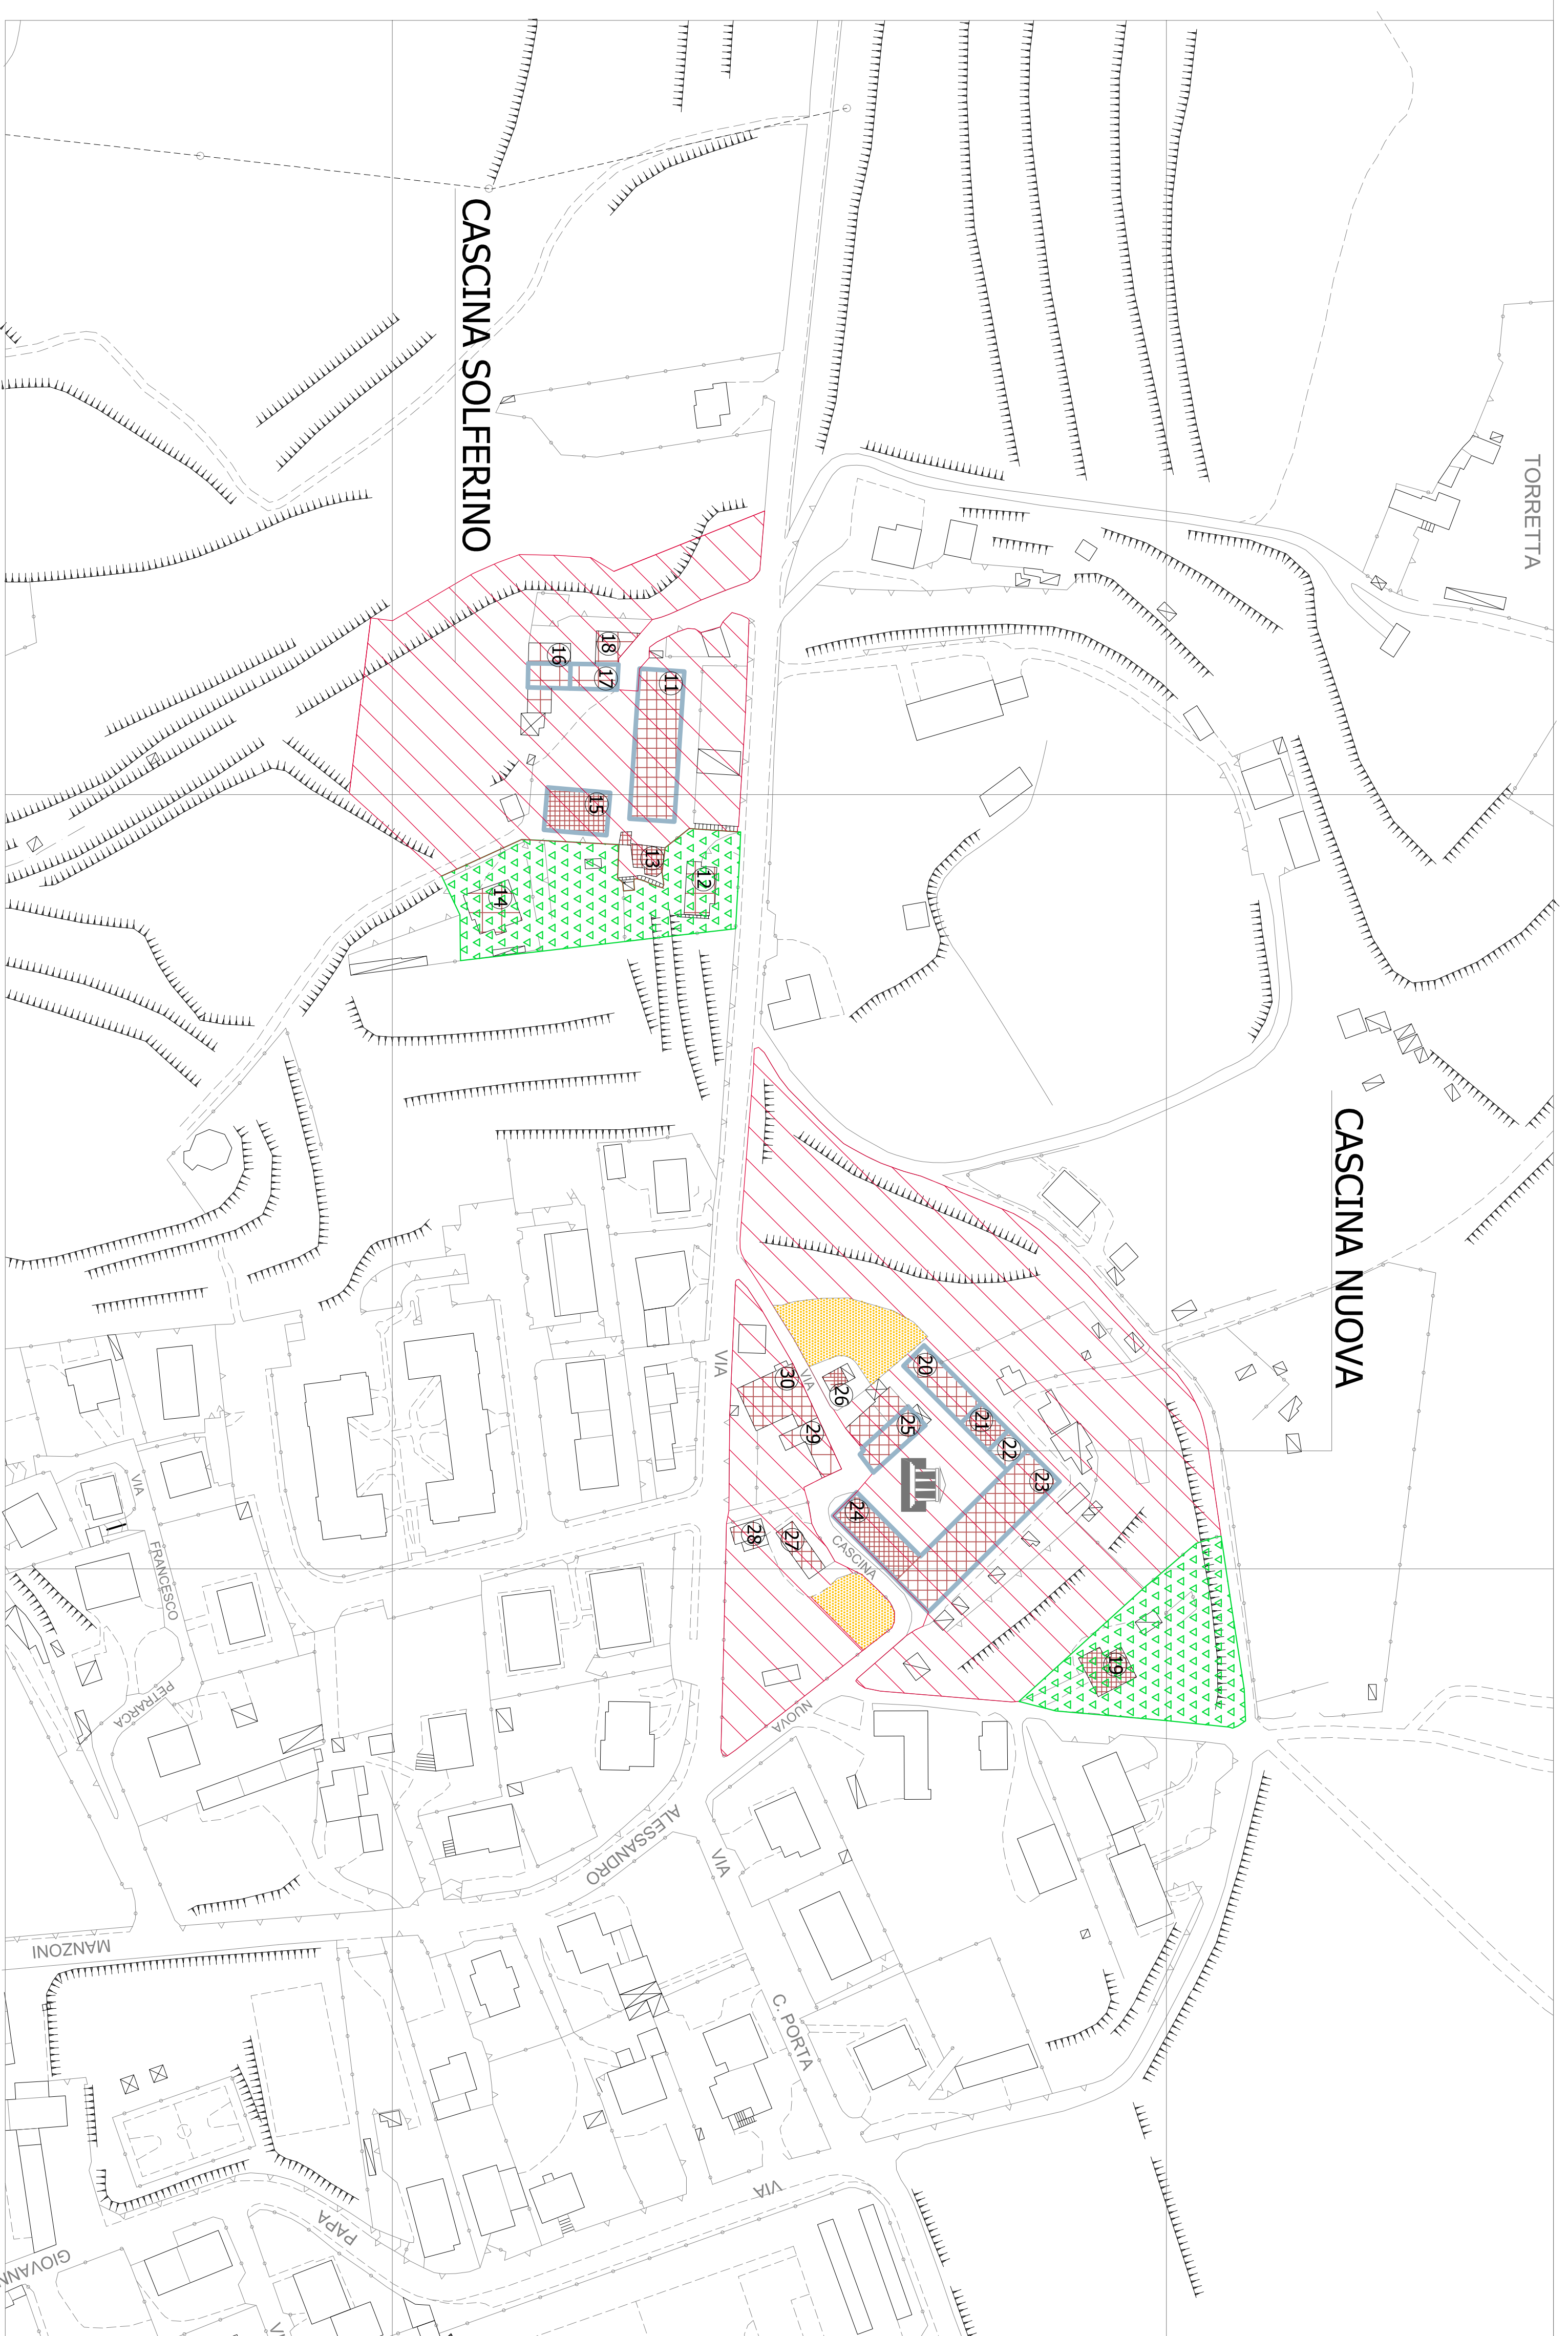 CASCINA SOLFERINO
TORRETTA
18
16
17
11
15
13
12
14
CASCINA NUOVA
20
VIA
30
VIA
26
21
25
29
22
23
24
28
27
CASCINA
19
VIA
FRANCESCO
PETRARCA
NUOVA
ALESSANDRO
MANZONI
VIA
C. PORTA
VIA
PAPA